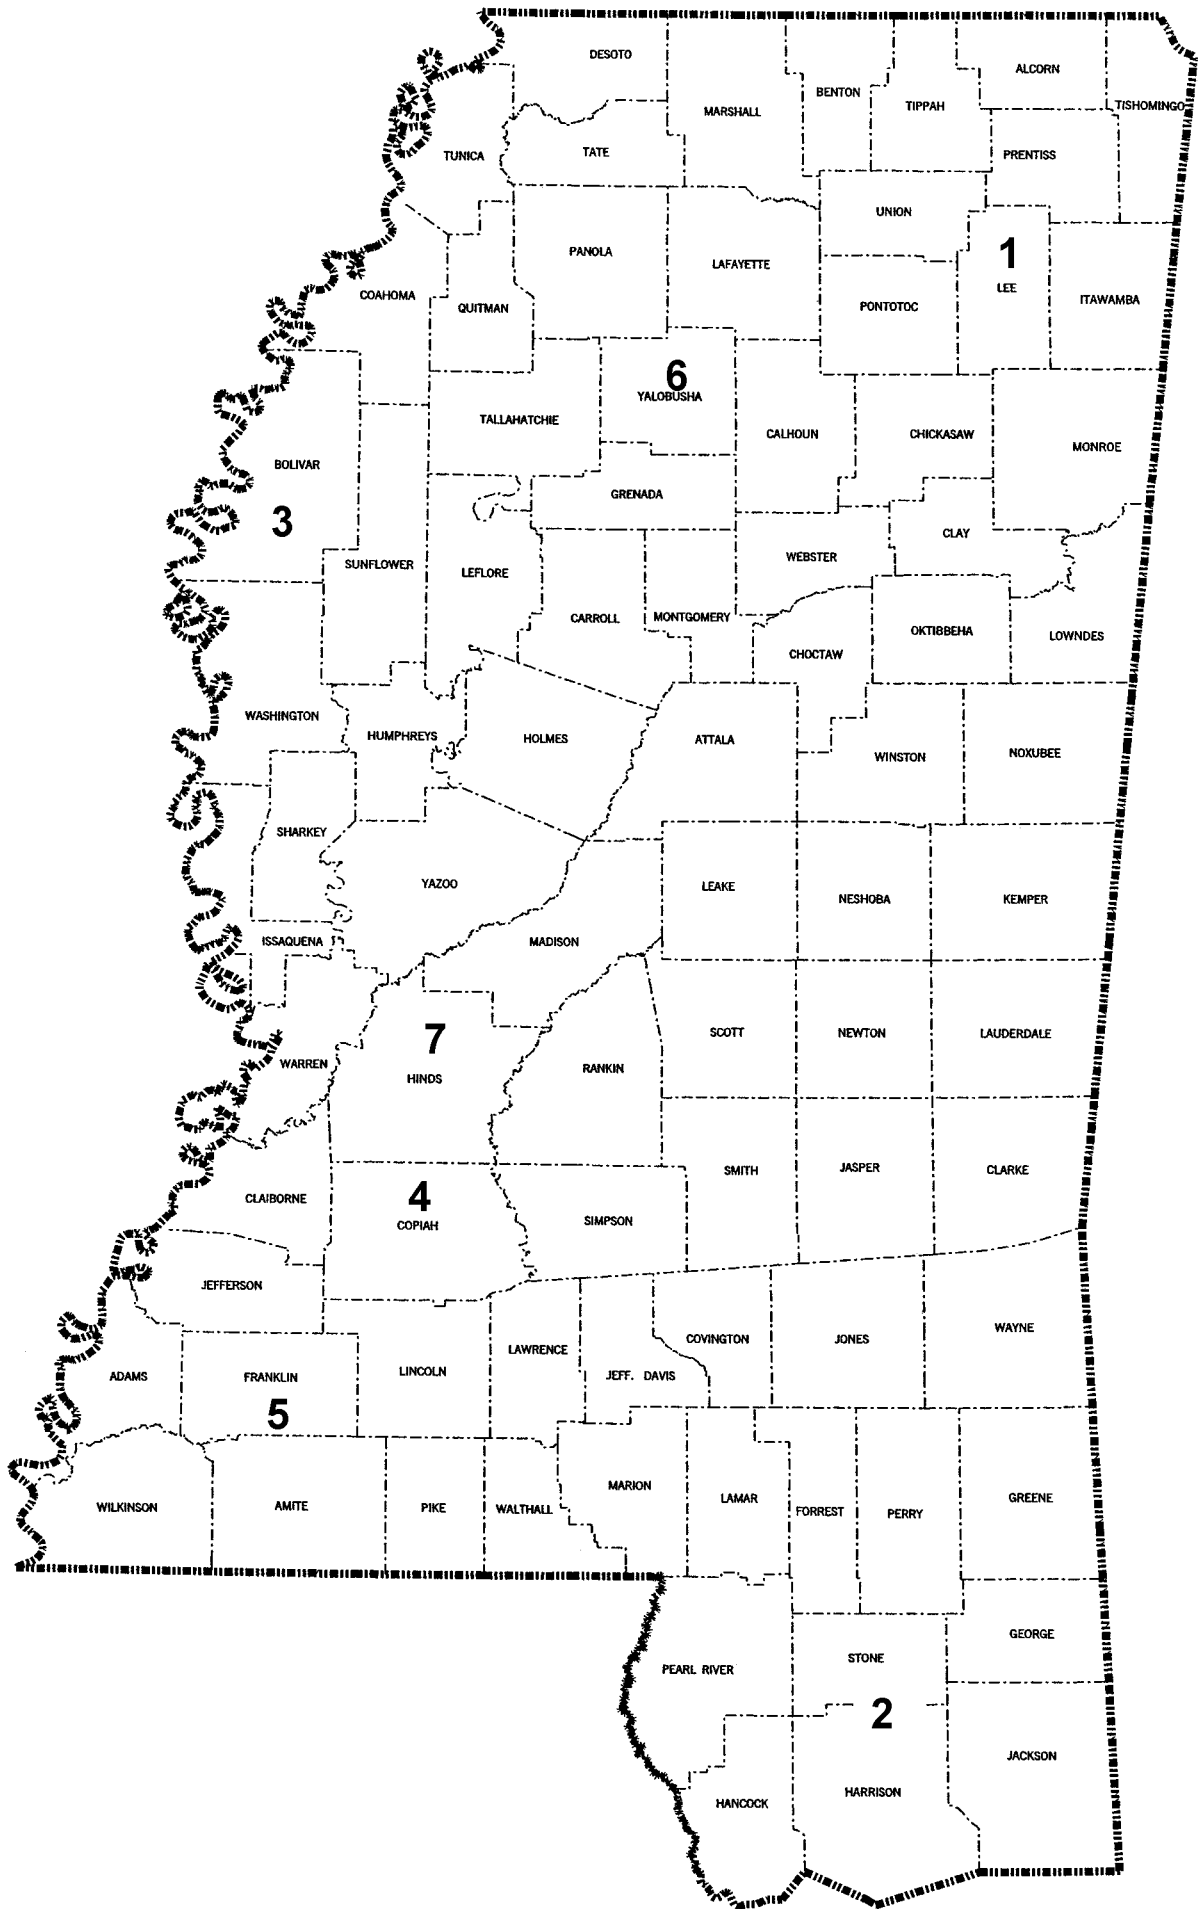 DESOTO
ALCORN
BENTON
TISHOMINGO
TIPPAH
MARSHALL
TATE
TUNICA
PRENTISS
UNION
1
PANOLA
LAFAYETTE
LEE
COAHOMA
ITAWAMBA
QUITMAN
PONTOTOC
6
YALOBUSHA
TALLAHATCHIE
CALHOUN
CHICKASAW
MONROE
BOLIVAR
GRENADA
3
CLAY
WEBSTER
SUNFLOWER
LEFLORE
CARROLL
MONTGOMERY
OKTIBBEHA
LOWNDES
CHOCTAW
WASHINGTON
HUMPHREYS
HOLMES
ATTALA
WINSTON
NOXUBEE
SHARKEY
YAZOO
LEAKE
NESHOBA
KEMPER
ISSAQUENA
MADISON
SCOTT
NEWTON
LAUDERDALE
7
WARREN
HINDS
RANKIN
SMITH
JASPER
CLARKE
4
CLAIBORNE
COPIAH
SIMPSON
JEFFERSON
WAYNE
COVINGTON
JONES
LAWRENCE
LINCOLN
ADAMS
FRANKLIN
JEFF. DAVIS
5
MARION
LAMAR
GREENE
WILKINSON
AMITE
PIKE
WALTHALL
FORREST
PERRY
GEORGE
STONE
PEARL RIVER
2
JACKSON
HARRISON
HANCOCK